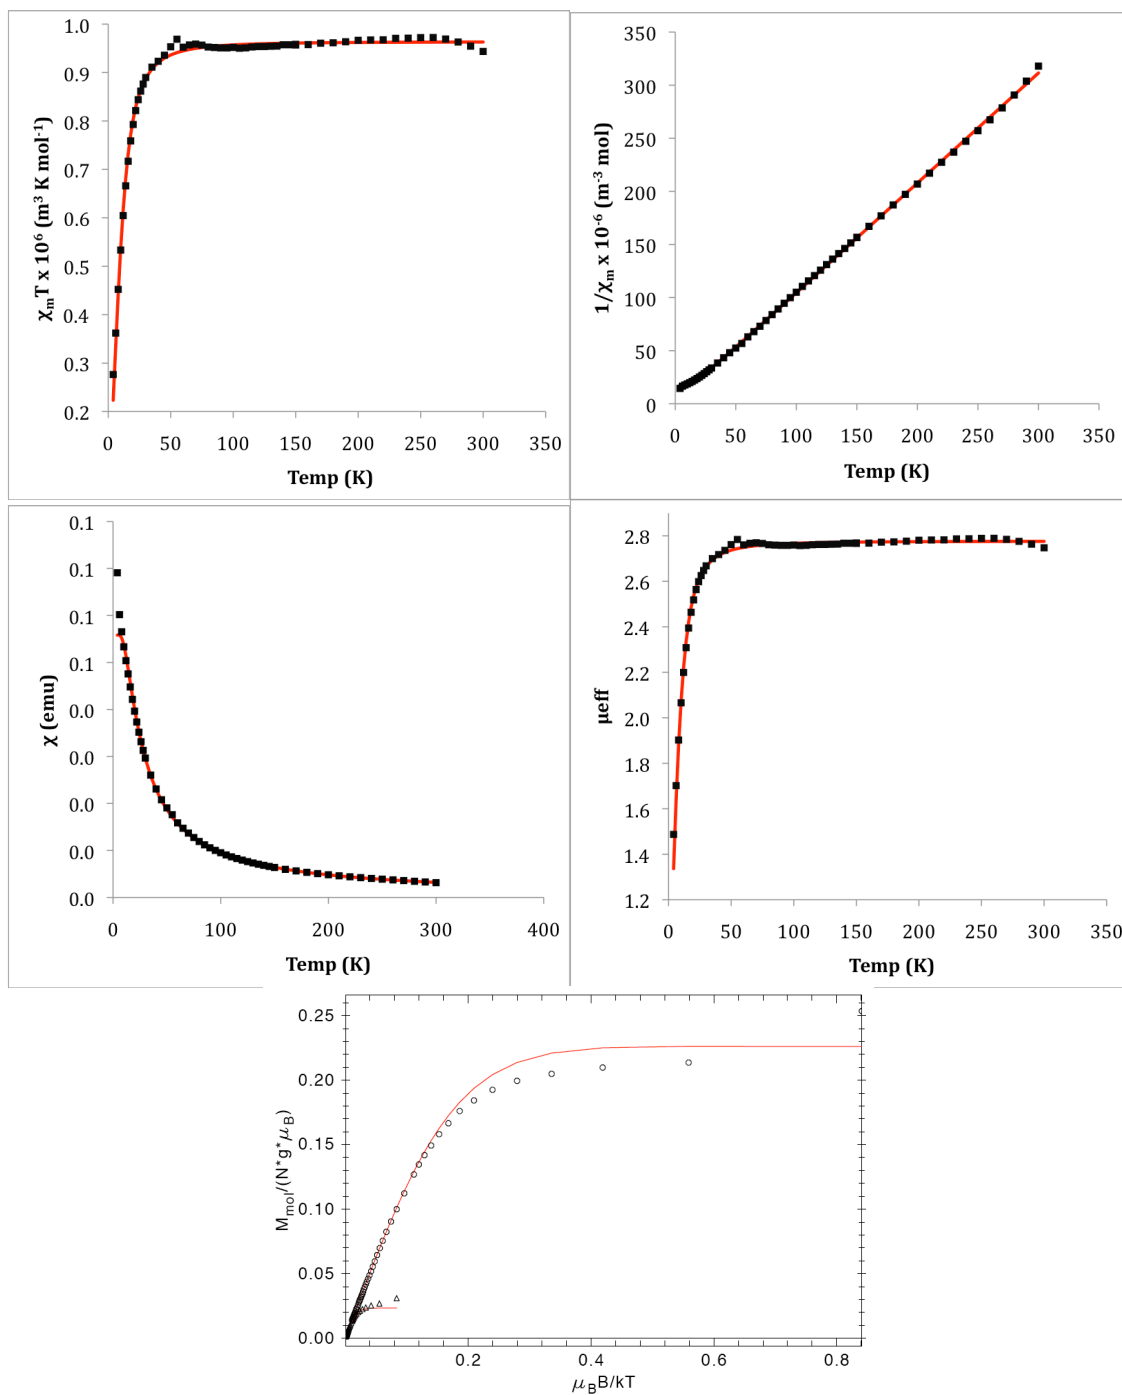 1.0
0.9
0.8
0.7
0.6
0.5
0.4
0.3
0.2
χmT x 10⁶ (m³ K mol⁻¹)
0 50 100 150 200 250 300 350
Temp (K)
350
300
250
200
150
100
50
0
1/χm x 10⁻⁶ (m⁻³ mol)
0 50 100 150 200 250 300 350
Temp (K)
0.1
0.1
0.1
0.1
0.0
0.0
0.0
0.0
0.0
χ (emu)
0 100 200 300 400
Temp (K)
2.8
2.6
2.4
2.2
2.0
1.8
1.6
1.4
1.2
μeff
0 50 100 150 200 250 300 350
Temp (K)
0.25
0.20
0.15
0.10
0.05
0.00
Mmol/(N*g*μB)
0.2 0.4 0.6 0.8
μBB/kT